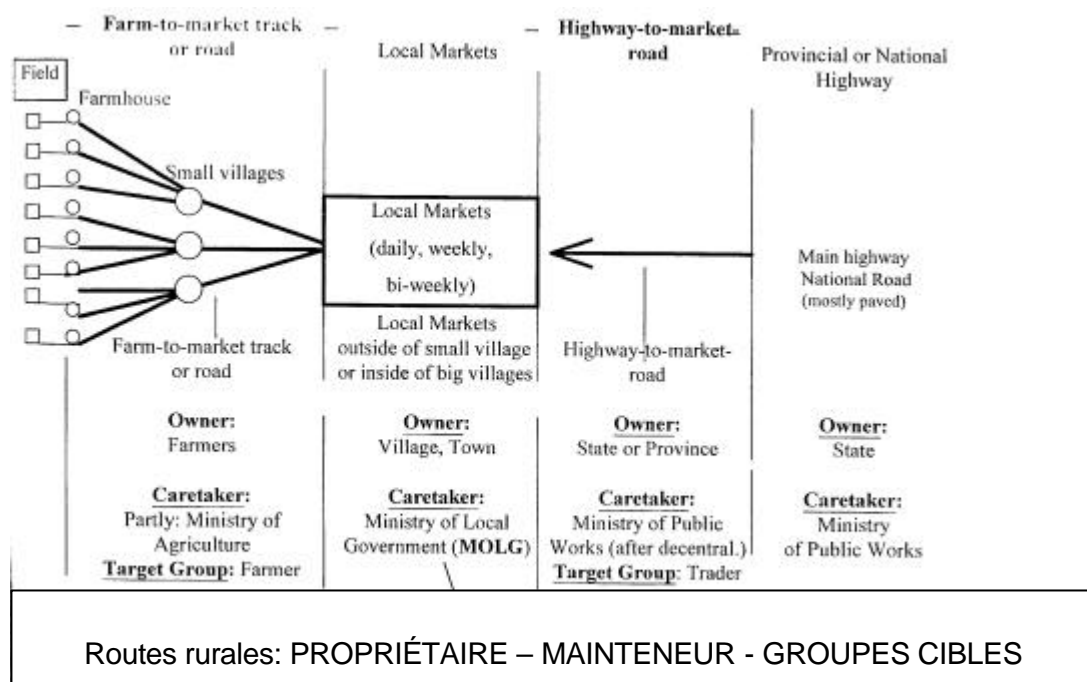 – Farm-to-market track
or road
– Local Markets
– Highway-to-market-
road
Provincial or National
Highway
Field
Farmhouse
Small villages
Local Markets
(daily, weekly,
bi-weekly)
Main highway
National Road
(mostly paved)
Farm-to-market track
or road
Local Markets
outside of small village
or inside of big villages
Highway-to-market-
road
Owner:
Farmers
Owner:
Village, Town
Owner:
State or Province
Owner:
State
Caretaker:
Partly: Ministry of
Agriculture
Target Group: Farmer
Caretaker:
Ministry of Local
Government (MOLG)
Caretaker:
Ministry of Public
Works (after decentral.)
Target Group: Trader
Caretaker:
Ministry
of Public Works
Routes rurales: PROPRIÉTAIRE – MAINTENEUR - GROUPES CIBLES